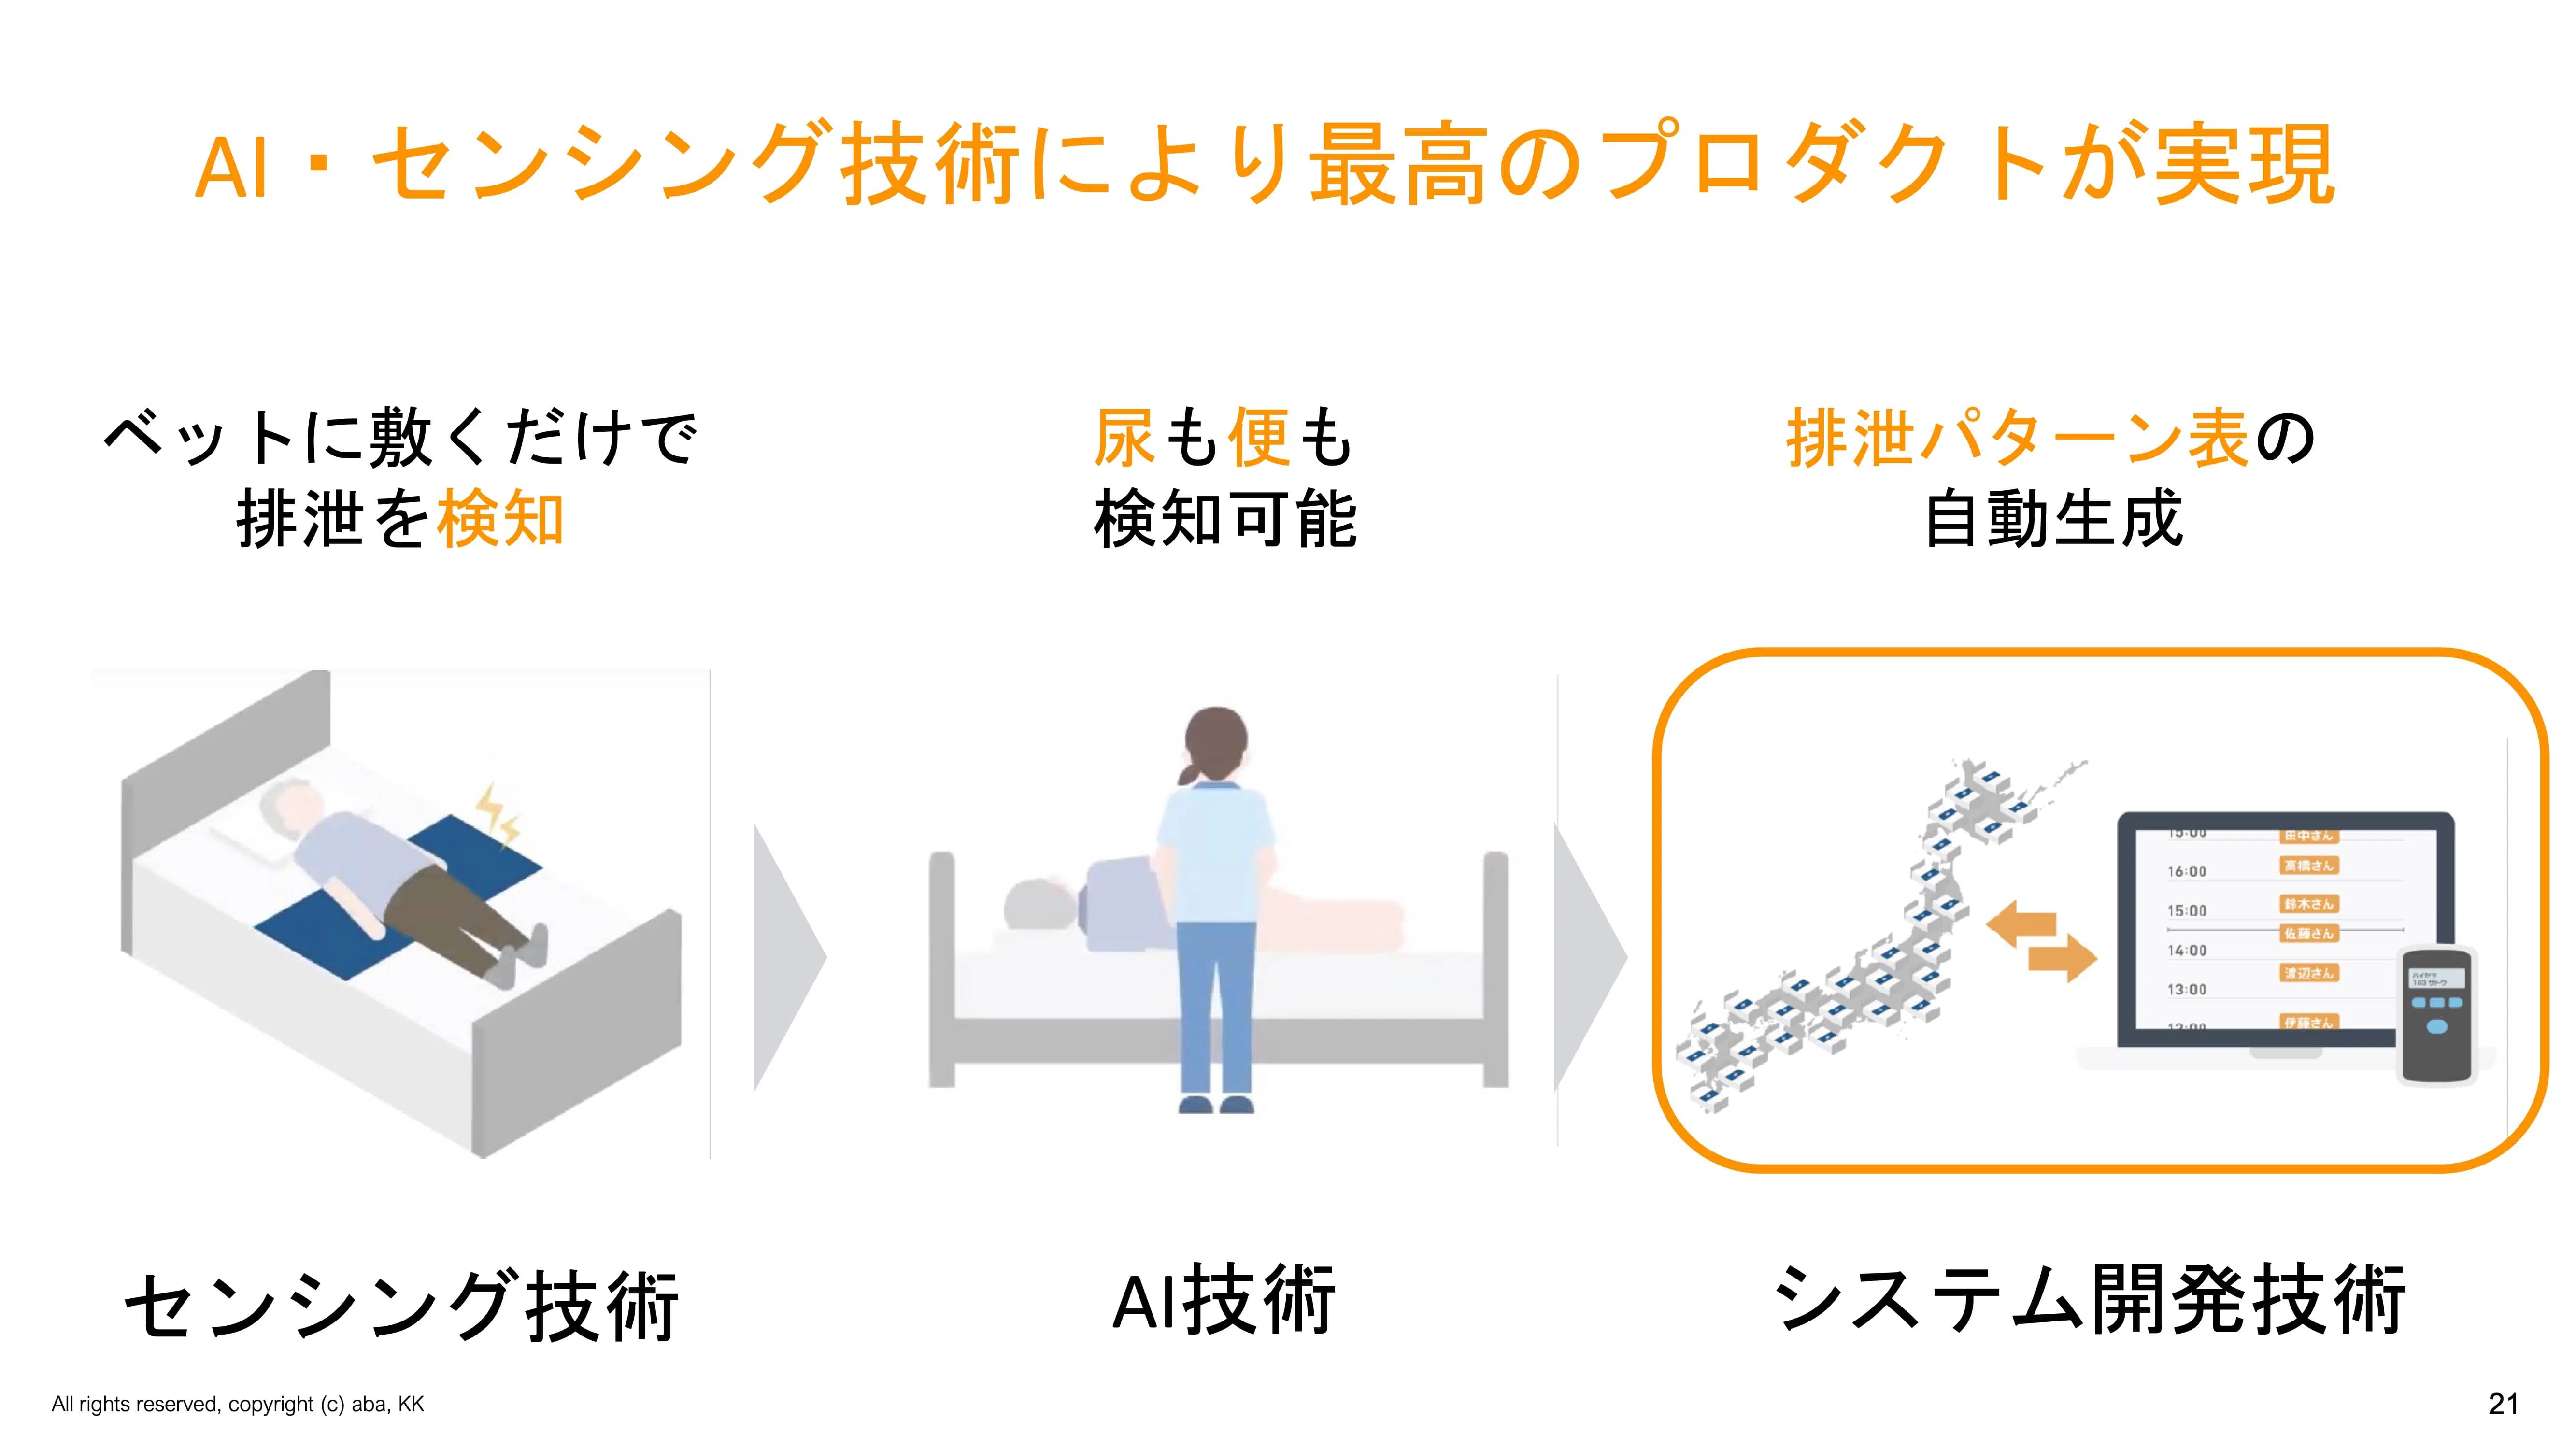 AI・センシング技術により最高のプロダクトが実現
ベットに敷くだけで
排泄を検知
尿も便も
検知可能
排泄パターン表の
自動生成
15:00
田中さん
16:00
高橋さん
15:00
鈴木さん
佐藤さん
14:00
渡辺さん
13:00
12:00
伊藤さん
163 サトウ
センシング技術
AI技術
システム開発技術
All rights reserved, copyright (c) aba, KK
21